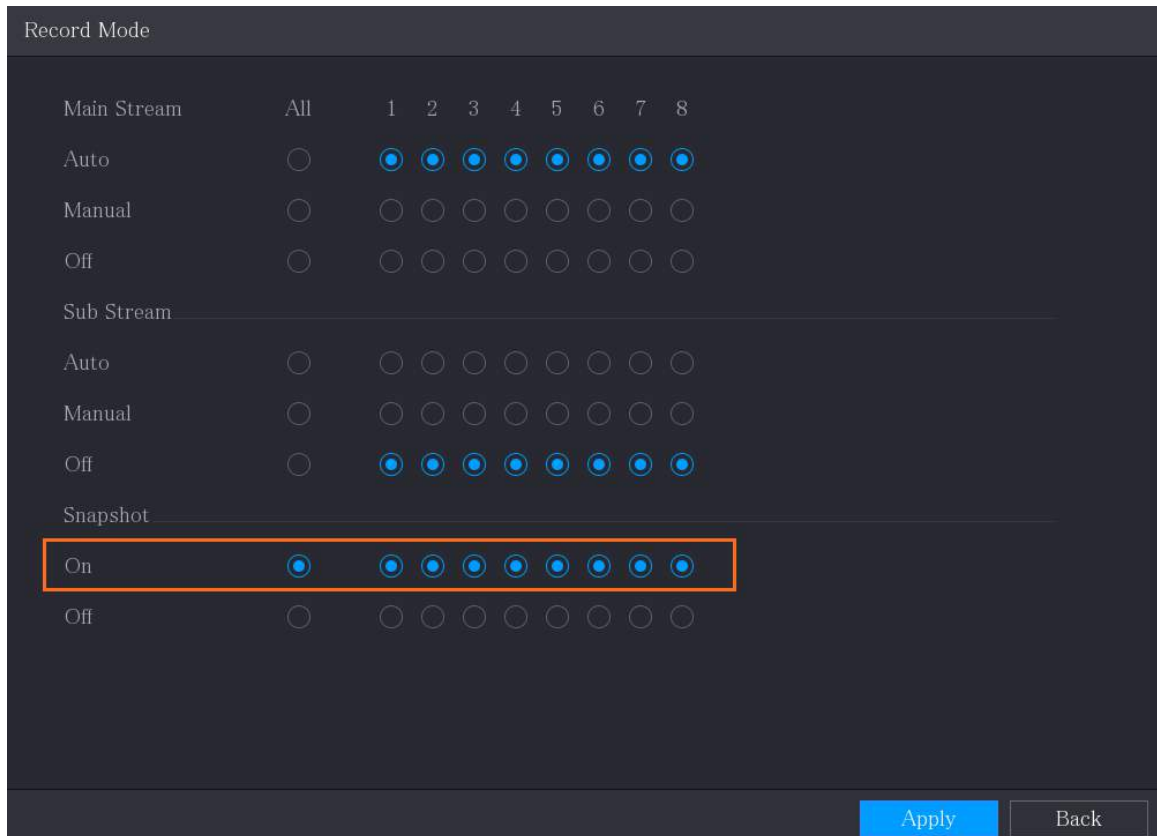 Record Mode
Main Stream All 1 2 3 4 5 6 7 8
Auto
Manual
Off
Sub Stream
Auto
Manual
Off
Snapshot
On
Off
Apply Back